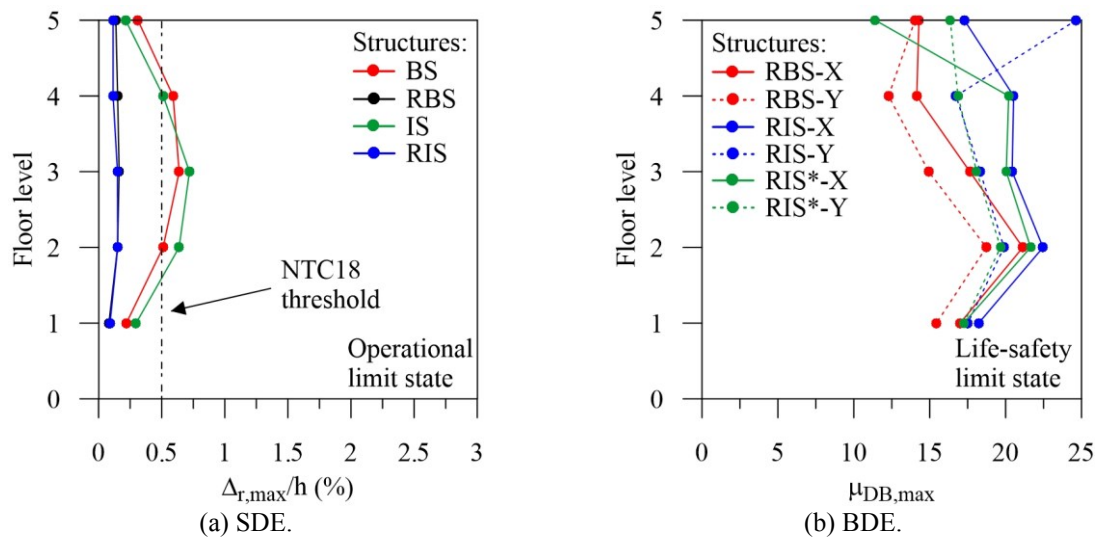 5
4
3
2
1
0
Floor level
Structures:
BS
RBS
IS
RIS
NTC18
threshold
Operational
limit state
0 0.5 1 1.5 2 2.5 3
Δr,max/h (%)
(a) SDE.
5
4
3
2
1
0
Floor level
Structures:
RBS-X
RBS-Y
RIS-X
RIS-Y
RIS*-X
RIS*-Y
Life-safety
limit state
0 5 10 15 20 25
μDB,max
(b) BDE.